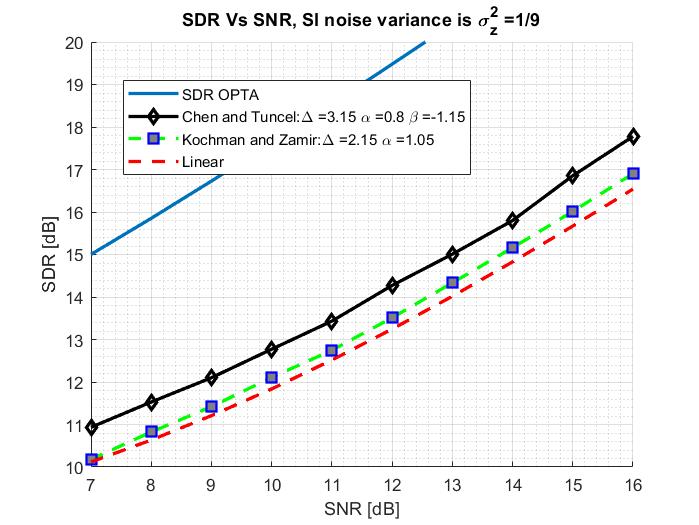 SDR Vs SNR, SI noise variance is σ_z^2 =1/9
20
19
18
17
16
15
14
13
12
11
10
SDR [dB]
SDR OPTA
Chen and Tuncel:Δ =3.15 α =0.8 β =-1.15
Kochman and Zamir:Δ =2.15 α =1.05
Linear
7 8 9 10 11 12 13 14 15 16
SNR [dB]